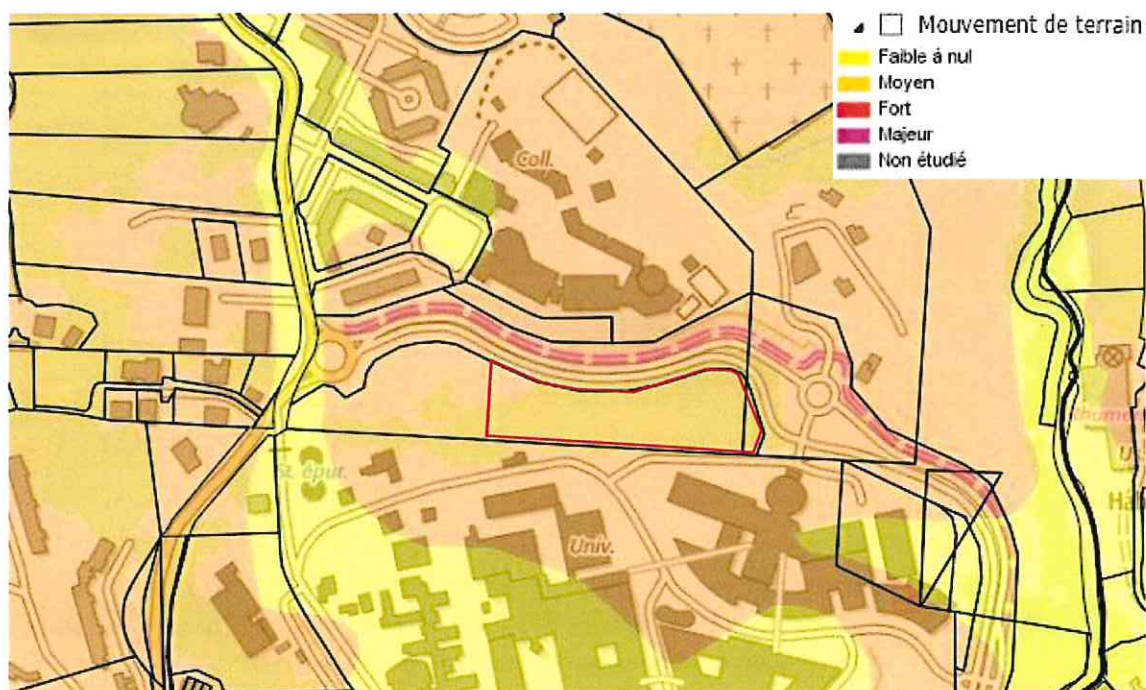 Mouvement de terrain
Faible à nul
Moyen
Fort
Majeur
Non étudié
Coll.
St. épur.
Univ.